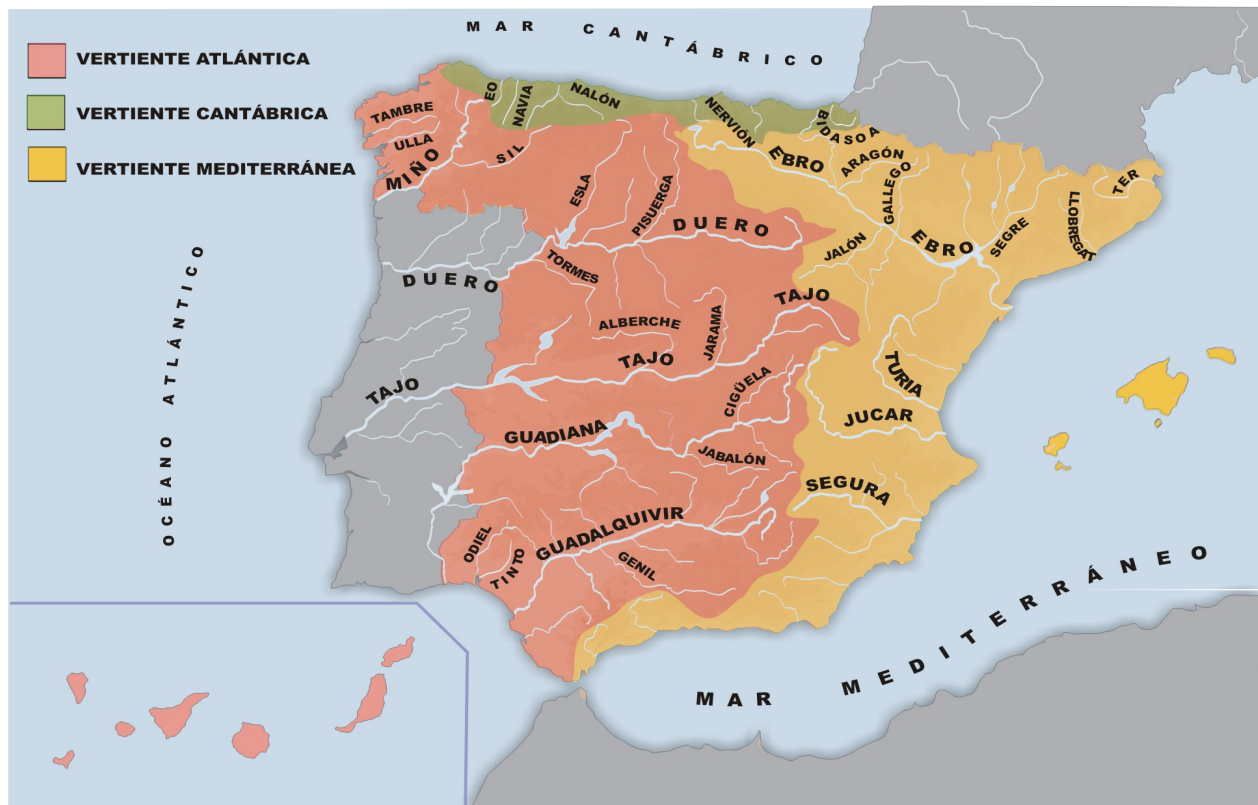 MAR CANTÁBRICO
VERTIENTE ATLÁNTICA
VERTIENTE CANTÁBRICA
VERTIENTE MEDITERRÁNEA
OCÉANO ATLÁNTICO
TAMBRE
ULLA
MIÑO
SIL
EO
NAVIA
NALÓN
NERVIÓN
BIDASOA
EBRO
ARAGÓN
GALLEGO
EBRO
SEGRE
LLOBREGAT
TER
ESLA
PISUERGA
DUERO
DUERO
TORMES
JALÓN
TAJO
ALBERCHE
JARAMA
TAJO
TAJO
CIGÜELA
TURIA
JUCAR
GUADIANA
JABALÓN
SEGURA
ODIEL
TINTO
GUADALQUIVIR
GENIL
MAR MEDITERRÁNEO